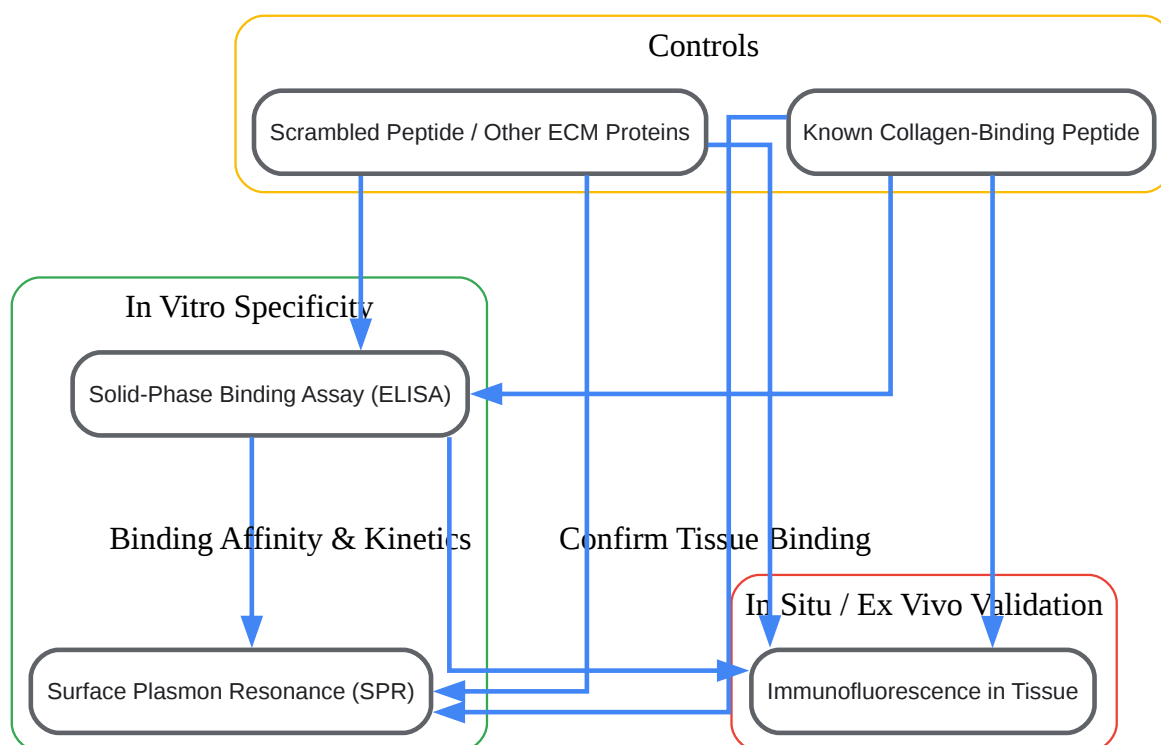 Controls
Scrambled Peptide / Other ECM Proteins
Known Collagen-Binding Peptide
In Vitro Specificity
Solid-Phase Binding Assay (ELISA)
Binding Affinity & Kinetics
Confirm Tissue Binding
In Situ / Ex Vivo Validation
Surface Plasmon Resonance (SPR)
Immunofluorescence in Tissue